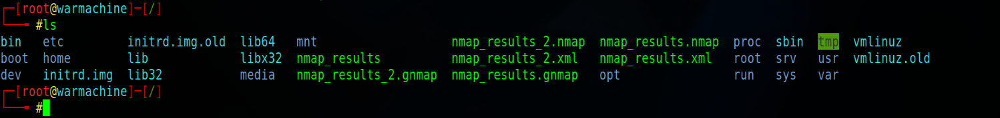 ┌─[root@warmachine]─[/]
└──╼ #ls
bin etc initrd.img.old lib64 mnt nmap_results_2.nmap nmap_results.nmap proc sbin tmp vmlinuz
boot home lib libx32 nmap_results nmap_results_2.xml nmap_results.xml root srv usr vmlinuz.old
dev initrd.img lib32 media nmap_results_2.gnmap nmap_results.gnmap opt run sys var
┌─[root@warmachine]─[/]
└──╼ #